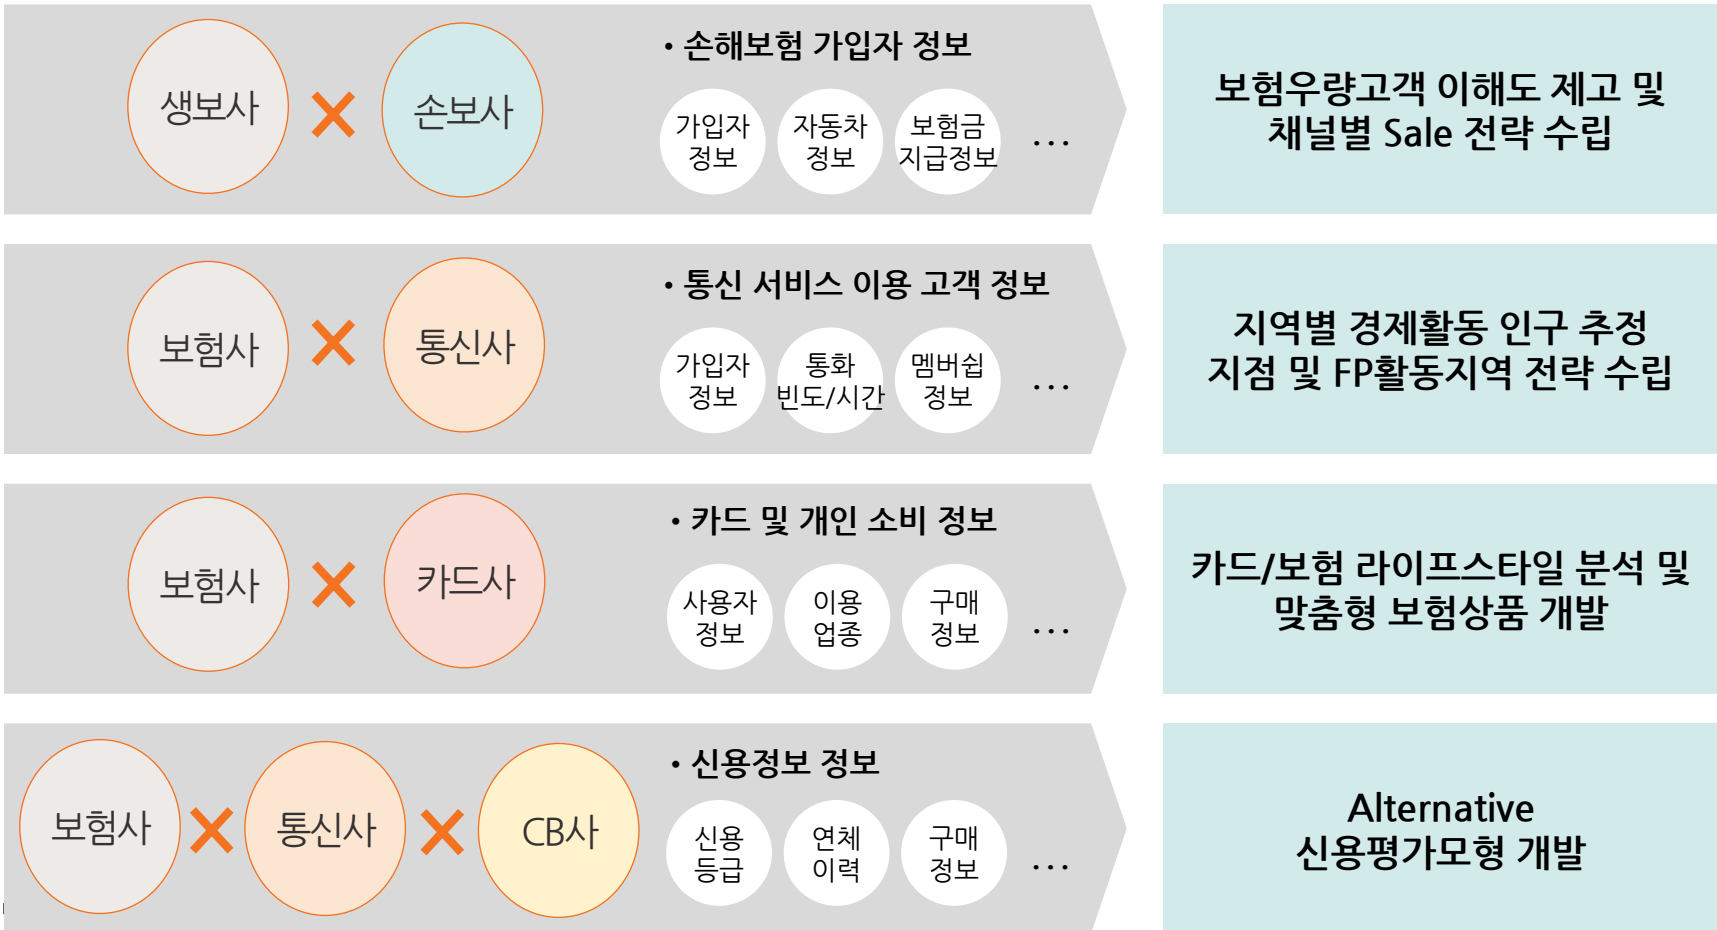 생보사
손보사
• 손해보험 가입자 정보
가입자
정보
자동차
정보
보험금
지급정보
...
보험우량고객 이해도 제고 및
채널별 Sale 전략 수립
보험사
통신사
• 통신 서비스 이용 고객 정보
가입자
정보
통화
빈도/시간
멤버쉽
정보
...
지역별 경제활동 인구 추정
지점 및 FP활동지역 전략 수립
보험사
카드사
• 카드 및 개인 소비 정보
사용자
정보
이용
업종
구매
정보
...
카드/보험 라이프스타일 분석 및
맞춤형 보험상품 개발
보험사
통신사
CB사
• 신용정보 정보
신용
등급
연체
이력
구매
정보
...
Alternative
신용평가모형 개발